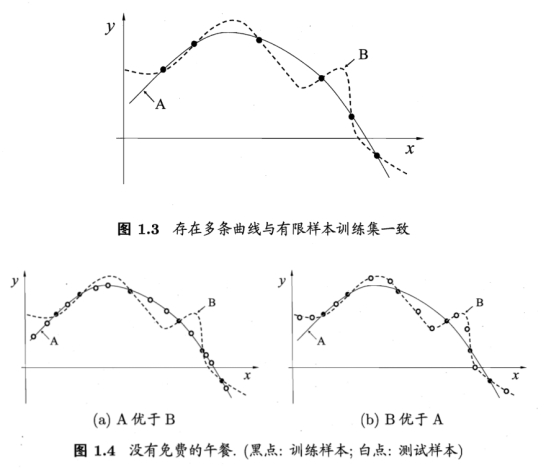 y
B
A
x
图 1.3 存在多条曲线与有限样本训练集一致
y
B
A
x
y
B
A
x
(a) A 优于 B
(b) B 优于 A
图 1.4 没有免费的午餐. (黑点: 训练样本; 白点: 测试样本)